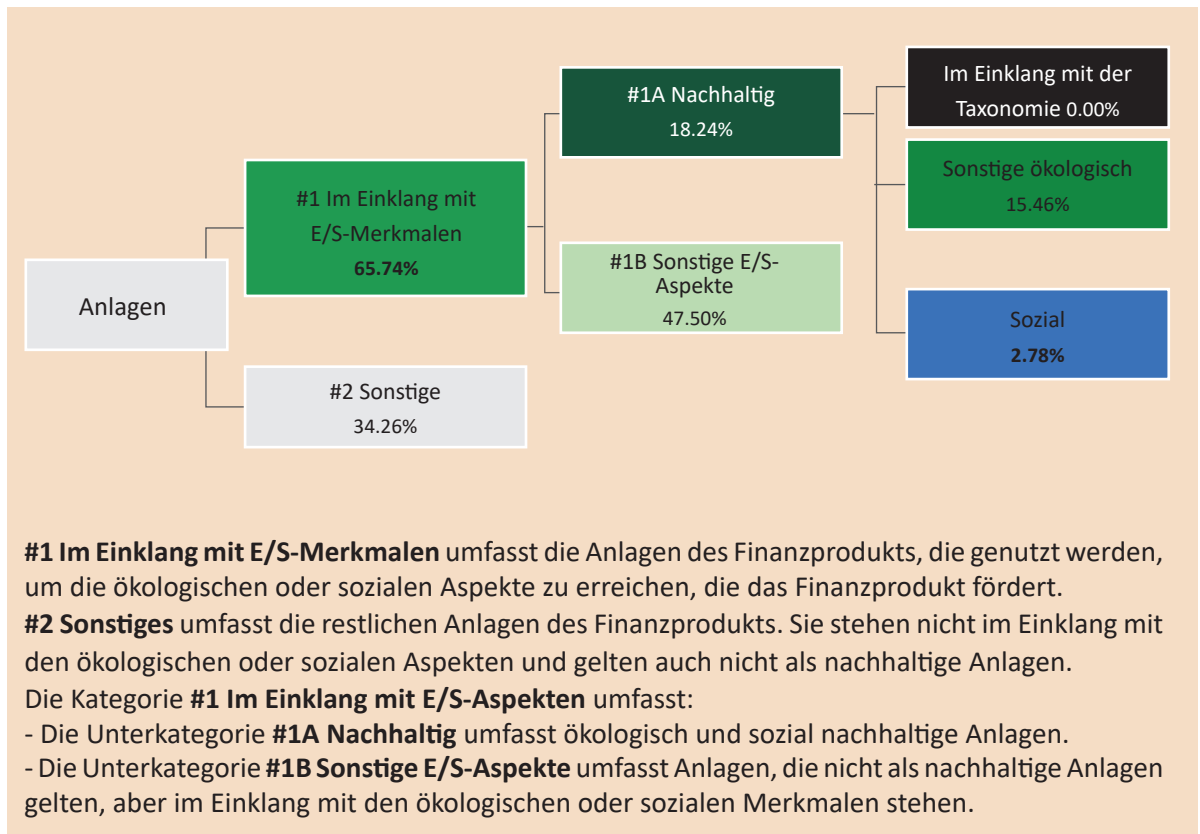 Anlagen
#1 Im Einklang mit
E/S-Merkmalen
65.74%
#2 Sonstige
34.26%
#1A Nachhaltig
18.24%
#1B Sonstige E/S-
Aspekte
47.50%
Im Einklang mit der
Taxonomie 0.00%
Sonstige ökologisch
15.46%
Sozial
2.78%
#1 Im Einklang mit E/S-Merkmalen umfasst die Anlagen des Finanzprodukts, die genutzt werden,
um die ökologischen oder sozialen Aspekte zu erreichen, die das Finanzprodukt fördert.
#2 Sonstiges umfasst die restlichen Anlagen des Finanzprodukts. Sie stehen nicht im Einklang mit
den ökologischen oder sozialen Aspekten und gelten auch nicht als nachhaltige Anlagen.
Die Kategorie #1 Im Einklang mit E/S-Aspekten umfasst:
- Die Unterkategorie #1A Nachhaltig umfasst ökologisch und sozial nachhaltige Anlagen.
- Die Unterkategorie #1B Sonstige E/S-Aspekte umfasst Anlagen, die nicht als nachhaltige Anlagen
gelten, aber im Einklang mit den ökologischen oder sozialen Merkmalen stehen.